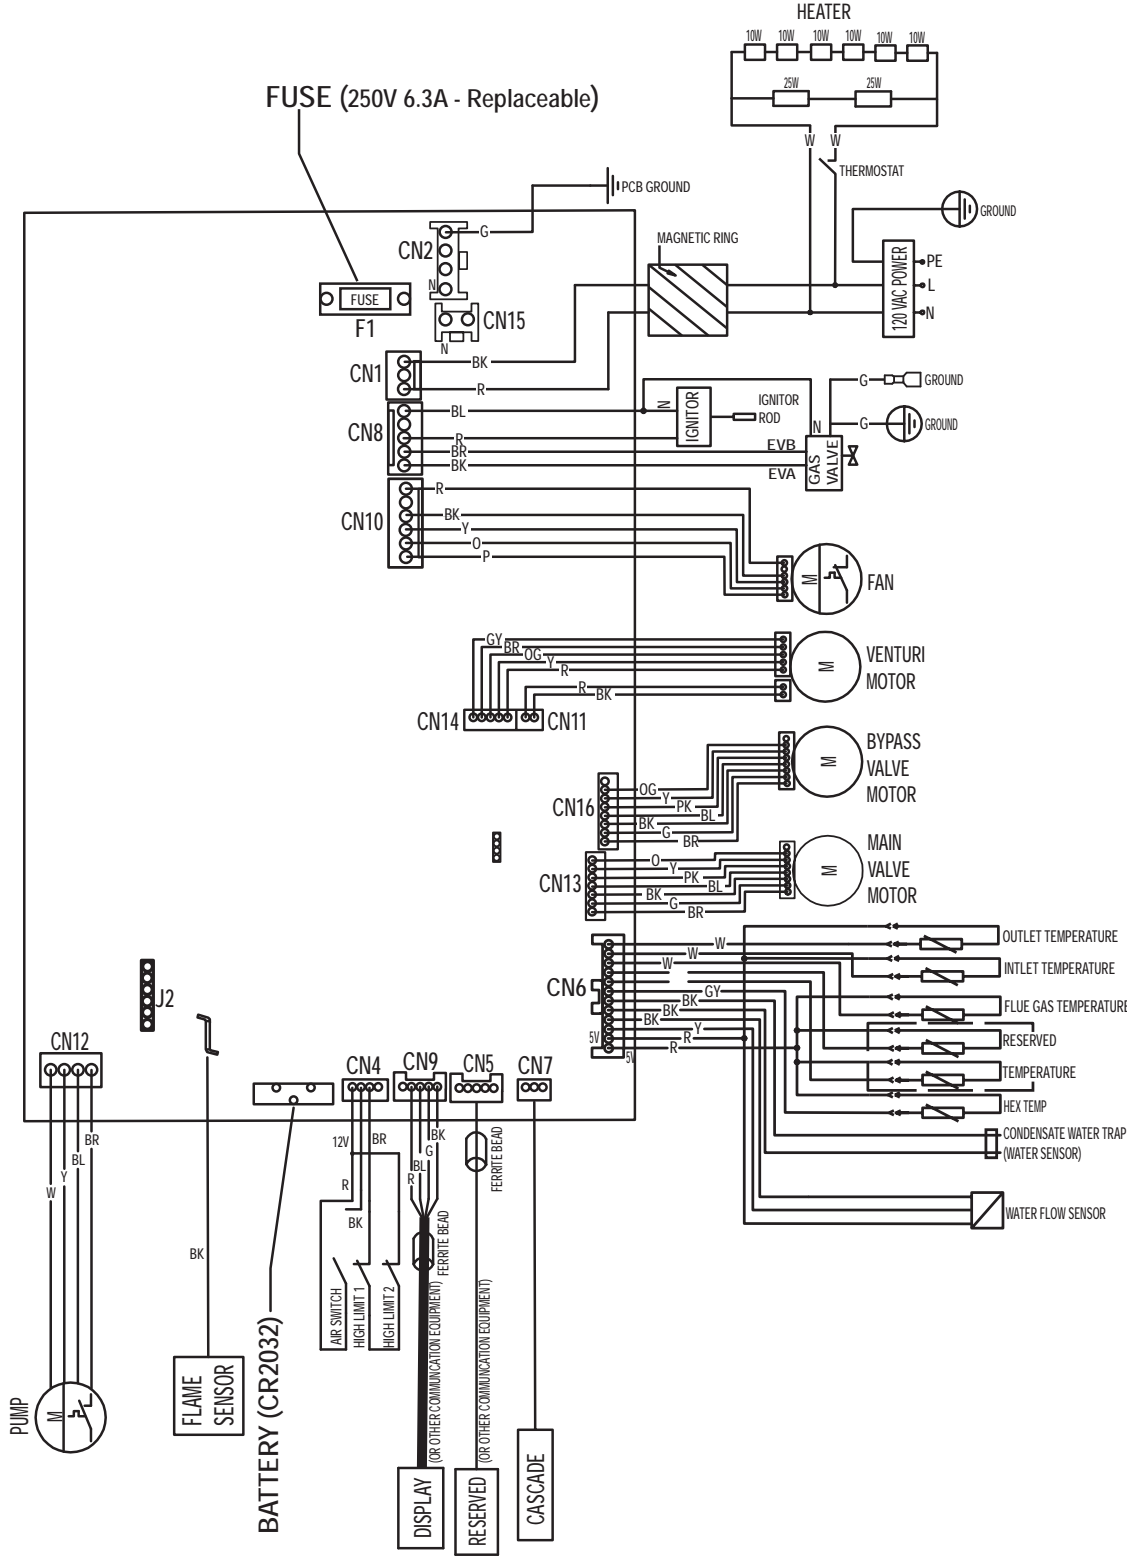 HEATER
10W 10W 10W 10W 10W 10W
25W 25W
FUSE (250V 6.3A - Replaceable)
W W
THERMOSTAT
PCB GROUND
GROUND
MAGNETIC RING
CN2
G
N
120 VAC POWER
PE
L
N
FUSE
F1
CN15
N
CN1
BK
R
CN8
BL
R
BR
BK
N
IGNITOR
IGNITOR
ROD
N
G
GROUND
G
GROUND
EVB
EVA
GAS
VALVE
CN10
R
BK
Y
O
P
M
FAN
GY
BR
OG
Y
R
R
BK
CN14
CN11
M
VENTURI
MOTOR
CN16
OG
Y
PK
BL
BK
G
BR
M
BYPASS
VALVE
MOTOR
CN13
O
Y
PK
BL
BK
G
BR
M
MAIN
VALVE
MOTOR
CN6
W
W
W
GY
BK
BK
BK
Y
R
R
5V
5V
OUTLET TEMPERATURE
INTLET TEMPERATURE
FLUE GAS TEMPERATURE
RESERVED
TEMPERATURE
HEX TEMP
CONDENSATE WATER TRAP
(WATER SENSOR)
WATER FLOW SENSOR
J2
CN12
W
Y
BL
BR
M
PUMP
BK
FLAME
SENSOR
BATTERY (CR2032)
CN4
12V
BR
R
BK
AIR SWITCH
HIGH LIMIT 1
HIGH LIMIT 2
CN9
R
BL
G
BK
FERRITE BEAD
(OR OTHER COMMUNCATION EQUIPMENT)
DISPLAY
CN5
FERRITE BEAD
(OR OTHER COMMUNCATION EQUIPMENT)
RESERVED
CN7
CASCADE